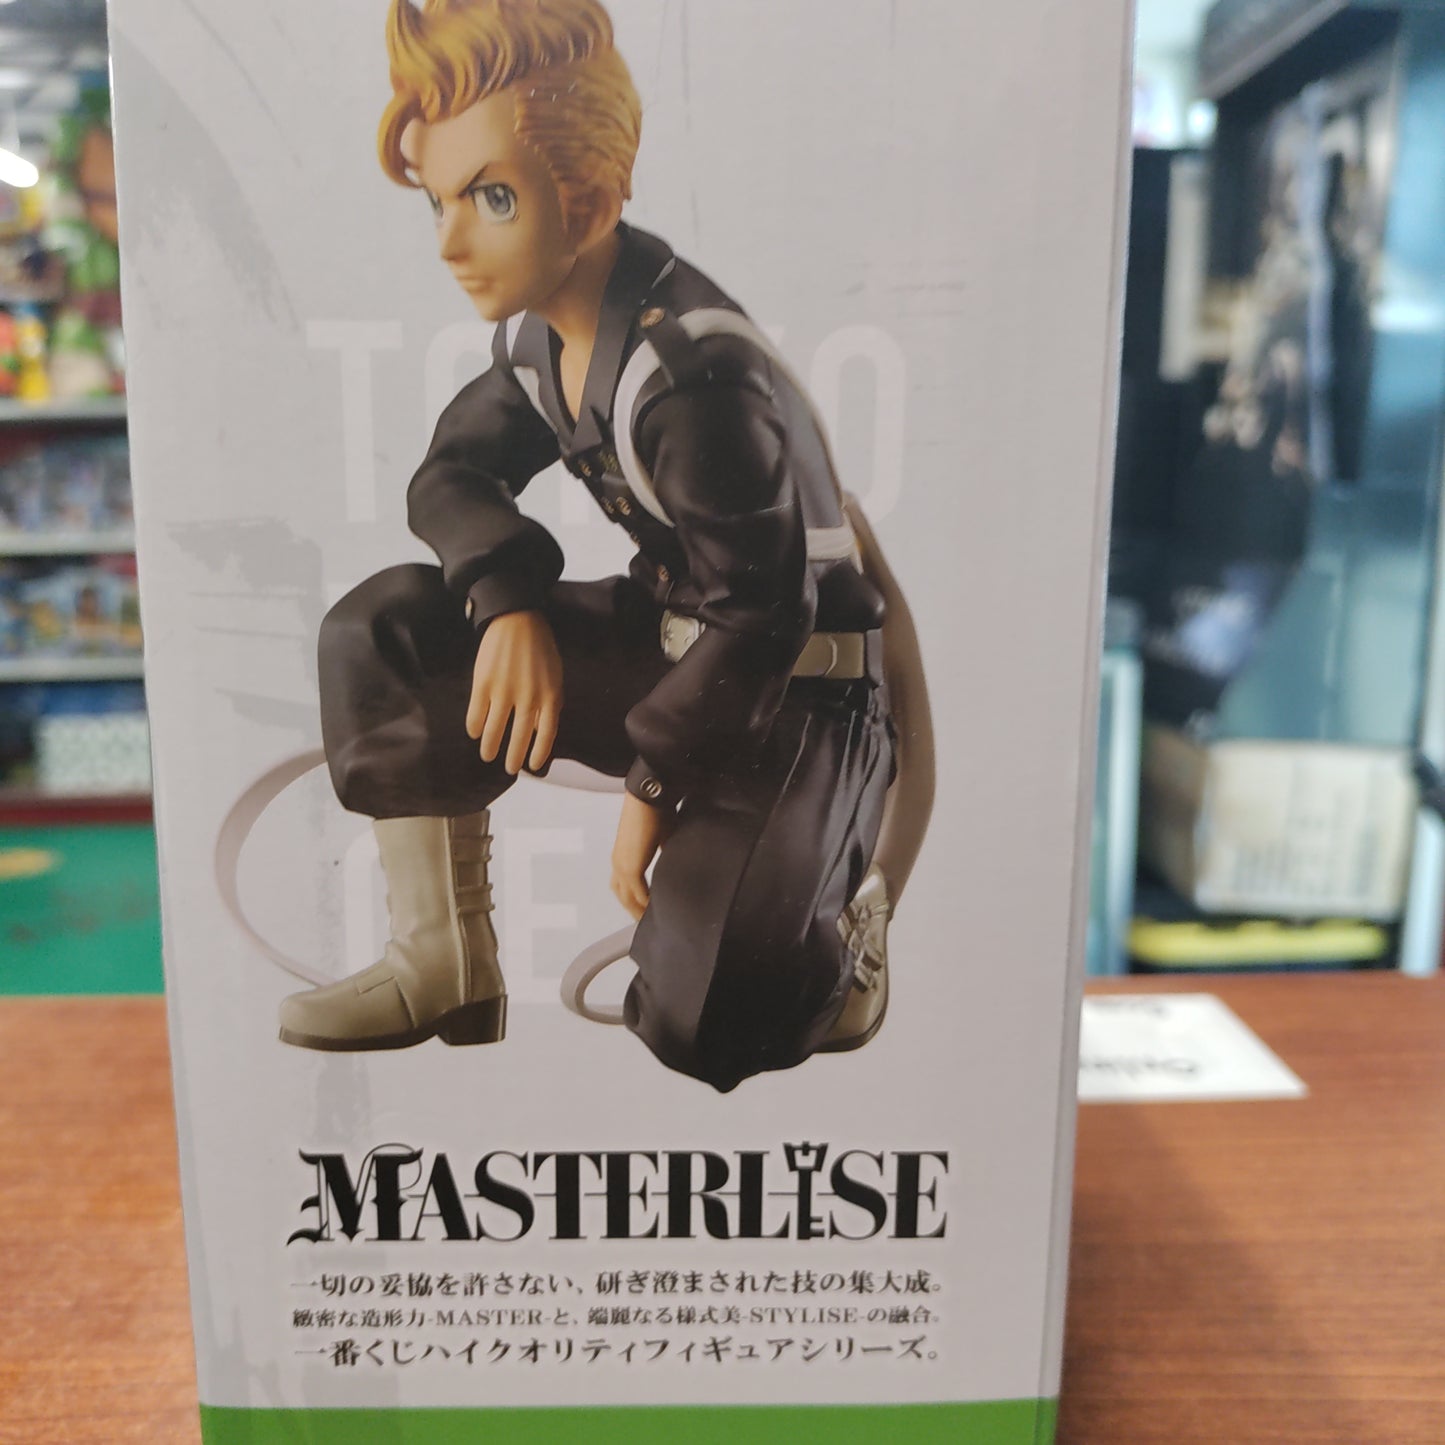 TOKYO
MASTERLISE
一切の妥協を許さない、研ぎ澄まされた技の集大成。
緻密な造形力-MASTER-と、端麗なる様式美-STYLISE-の融合。
一番くじハイクオリティフィギュアシリーズ。